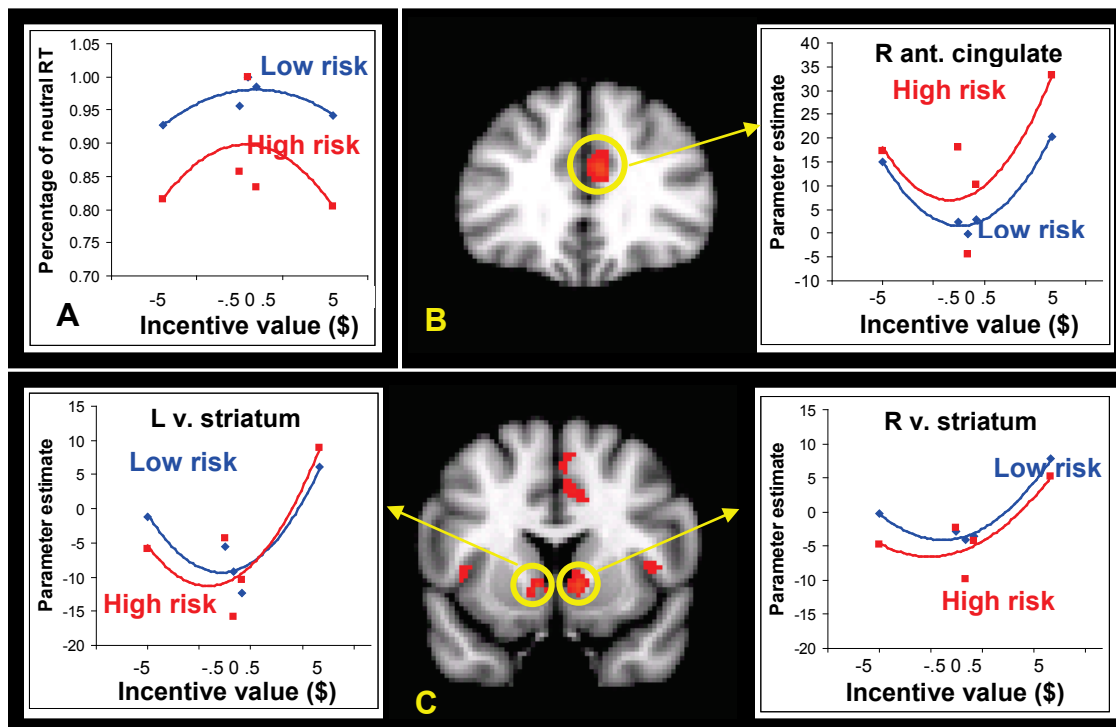 1.05
1.00
0.95
0.90
0.85
0.80
0.75
0.70
Percentage of neutral RT
Low risk
High risk
-5 -.5 0 .5 5
Incentive value ($)
A
B
R ant. cingulate
40
35
30
25
20
15
10
5
0
-5
-10
Parameter estimate
High risk
Low risk
-5 -.5 0 .5 5
Incentive value ($)
L v. striatum
15
10
5
0
-5
-10
-15
-20
Parameter estimate
Low risk
High risk
-5 -.5 0 .5 5
Incentive value ($)
C
R v. striatum
15
10
5
0
-5
-10
-15
-20
Parameter estimate
Low risk
High risk
-5 -.5 0 .5 5
Incentive value ($)